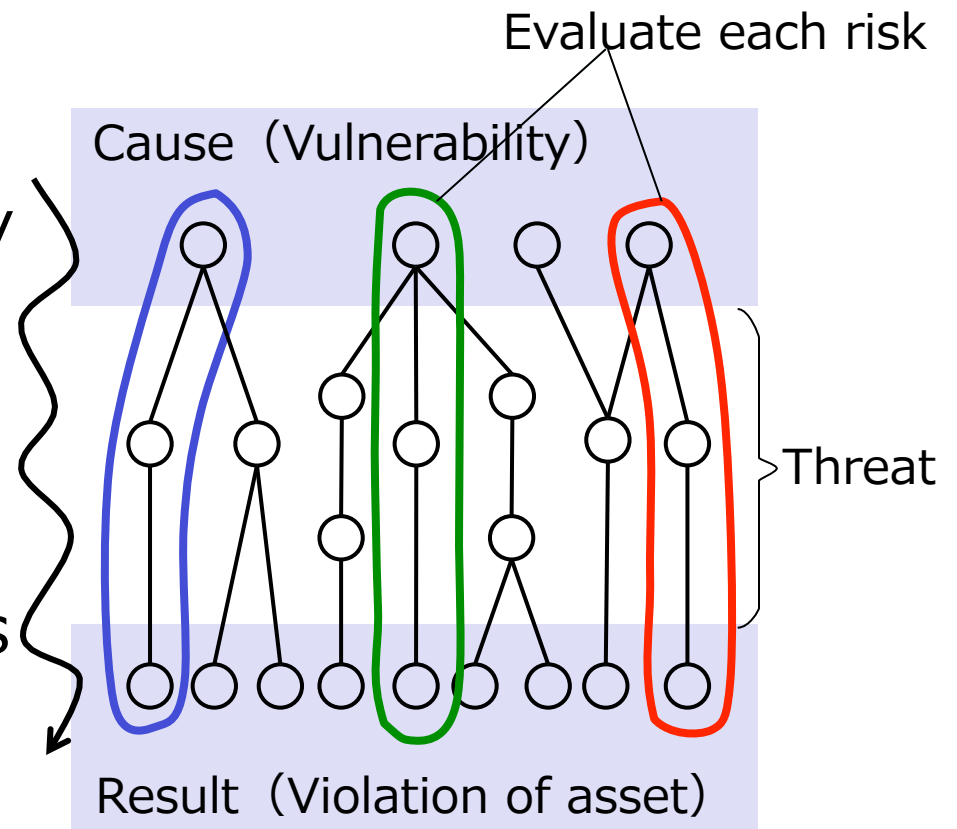 Evaluate each risk
Cause（Vulnerability）
y
Threat
s
Result（Violation of asset）